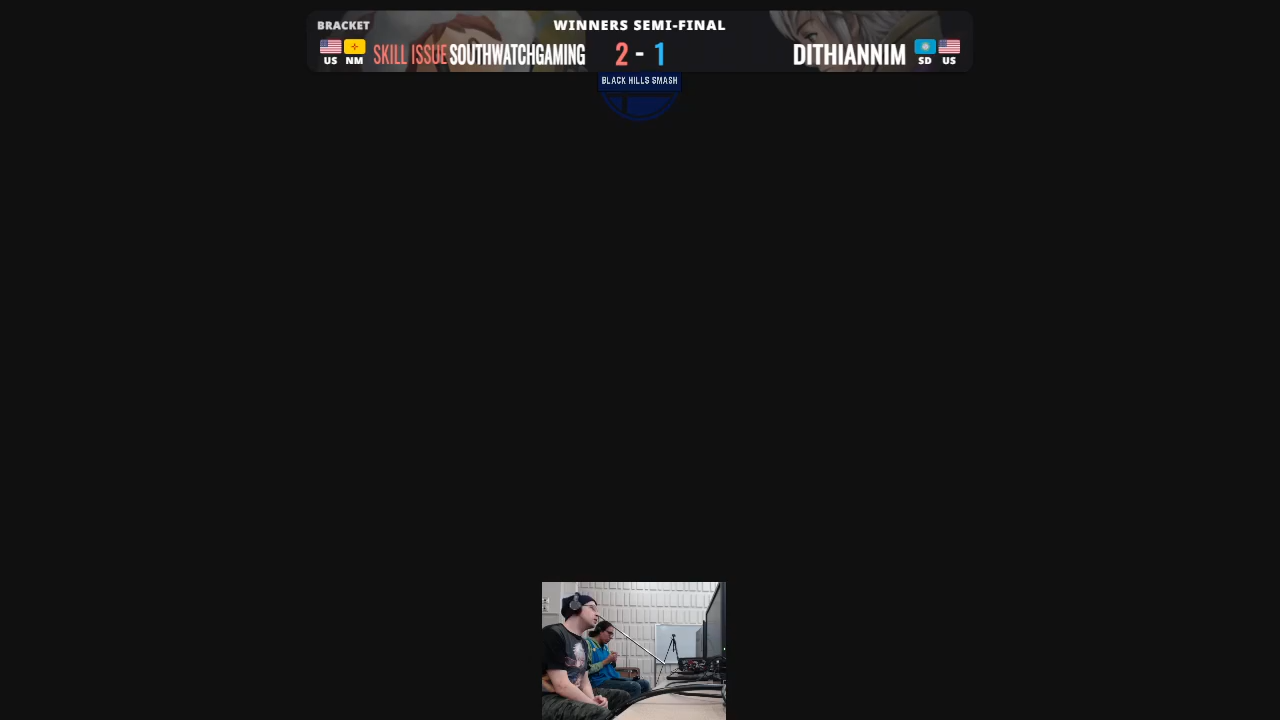 BRACKET
WINNERS SEMI-FINAL
US NM SKILL ISSUE SOUTHWATCHGAMING 2 - 1 DITHIANNIM SD US
BLACK HILLS SMASH